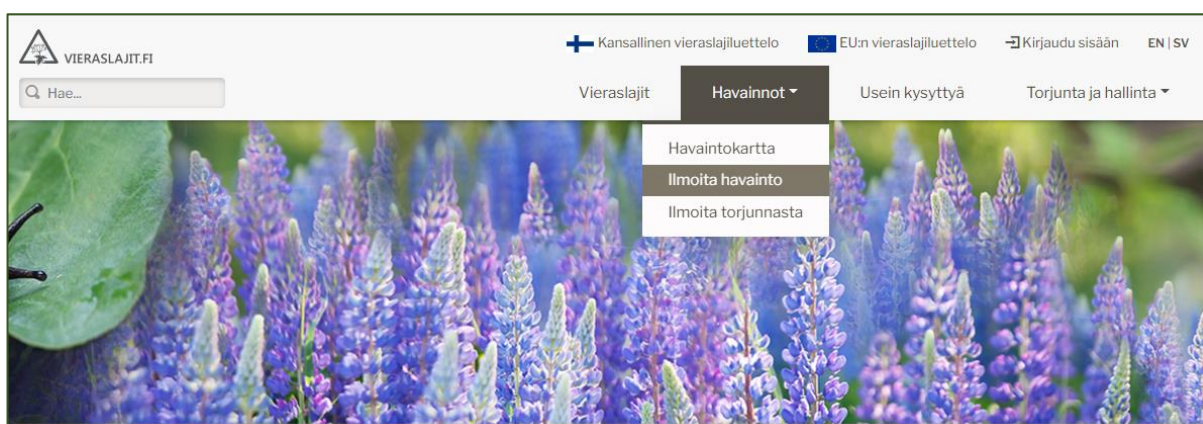 VIERASLAJIT.FI
Kansallinen vieraslajiluettelo
EU:n vieraslajiluettelo
Kirjaudu sisään
EN | SV
Hae...
Vieraslajit
Havainnot
Usein kysyttyä
Torjunta ja hallinta
Havaintokartta
Ilmoita havainto
Ilmoita torjunnasta